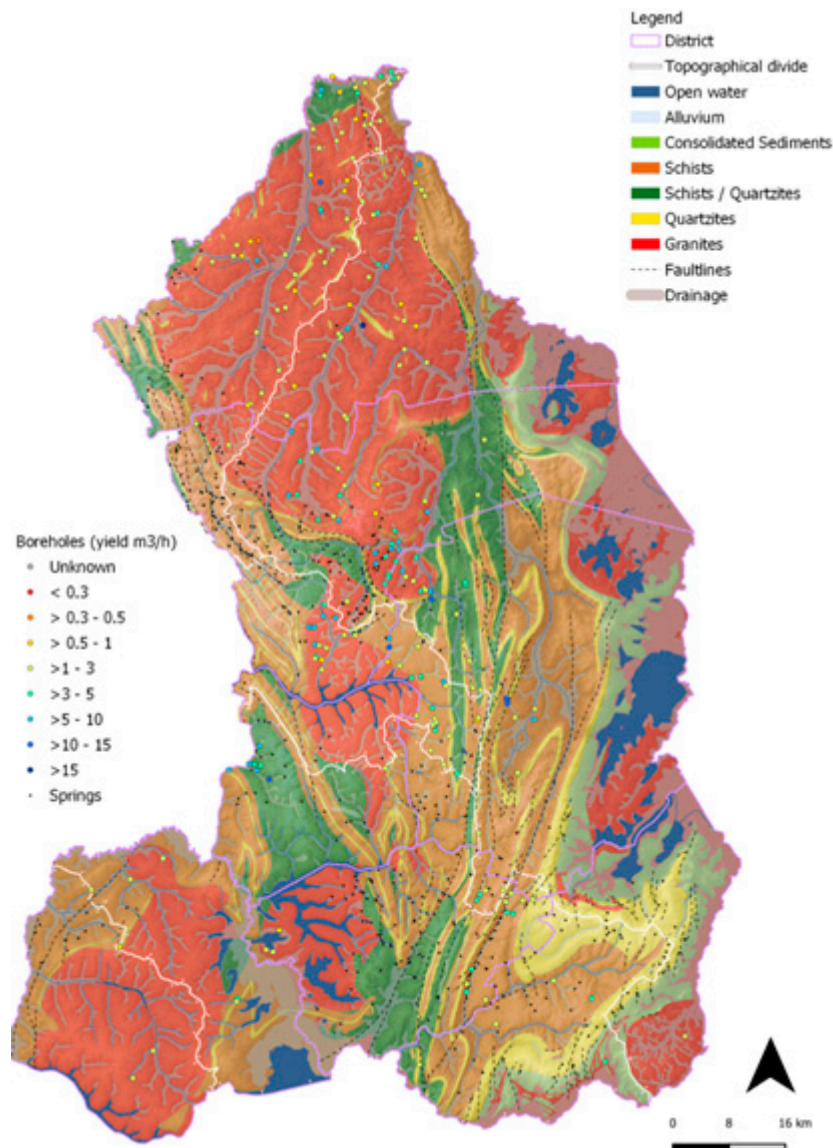 Legend
District
Topographical divide
Open water
Alluvium
Consolidated Sediments
Schists
Schists / Quartzites
Quartzites
Granites
Faultlines
Drainage
Boreholes (yield m3/h)
Unknown
< 0.3
> 0.3 - 0.5
> 0.5 - 1
>1 - 3
>3 - 5
>5 - 10
>10 - 15
>15
Springs
0 8 16 km